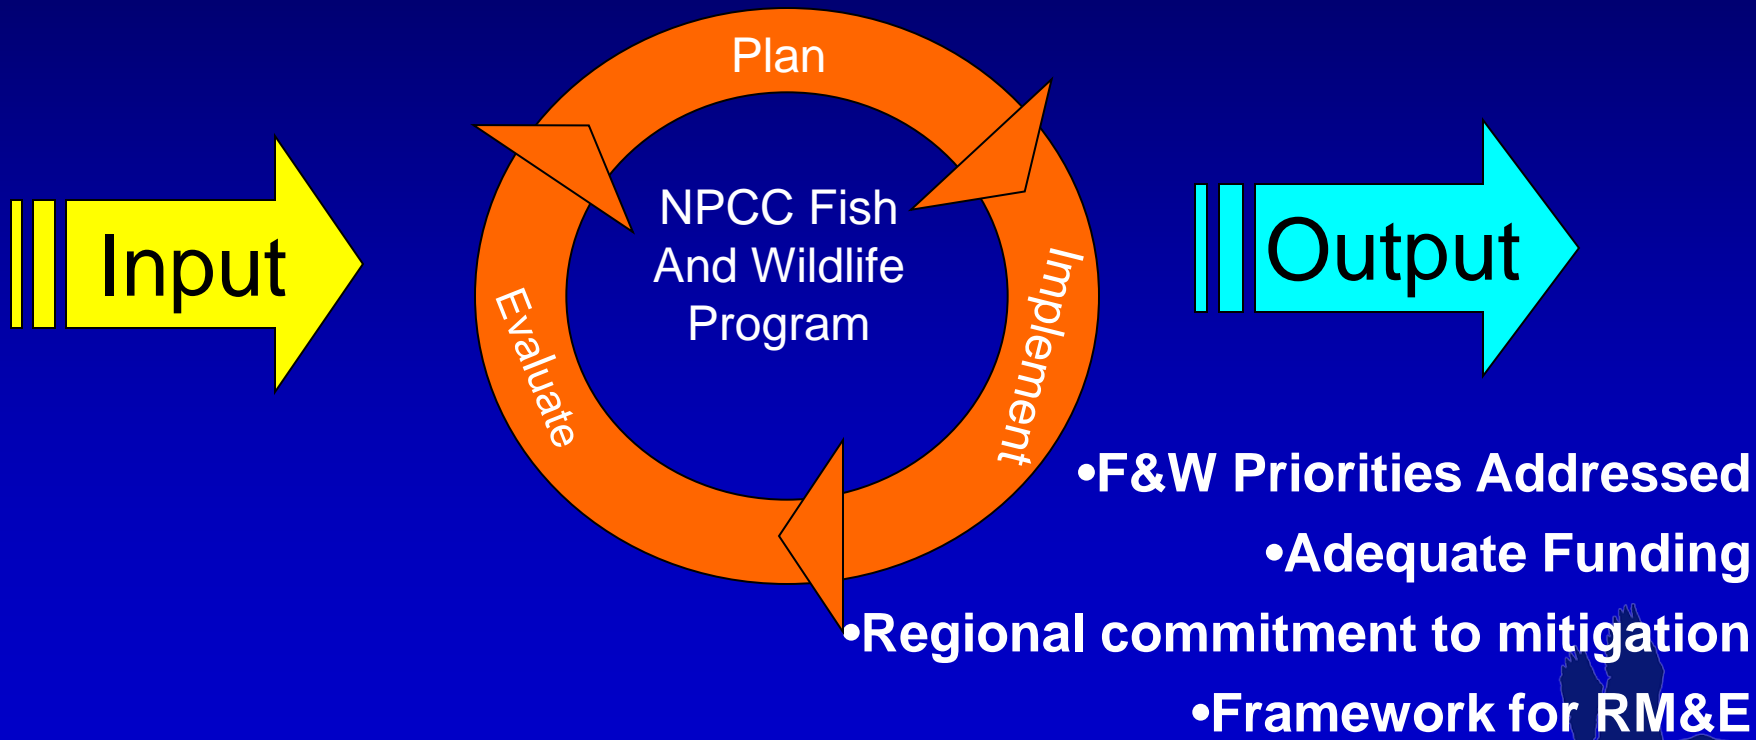 Plan
Input
NPCC Fish
And Wildlife
Program
Evaluate
Implement
Output
•F&W Priorities Addressed
•Adequate Funding
•Regional commitment to mitigation
•Framework for RM&E